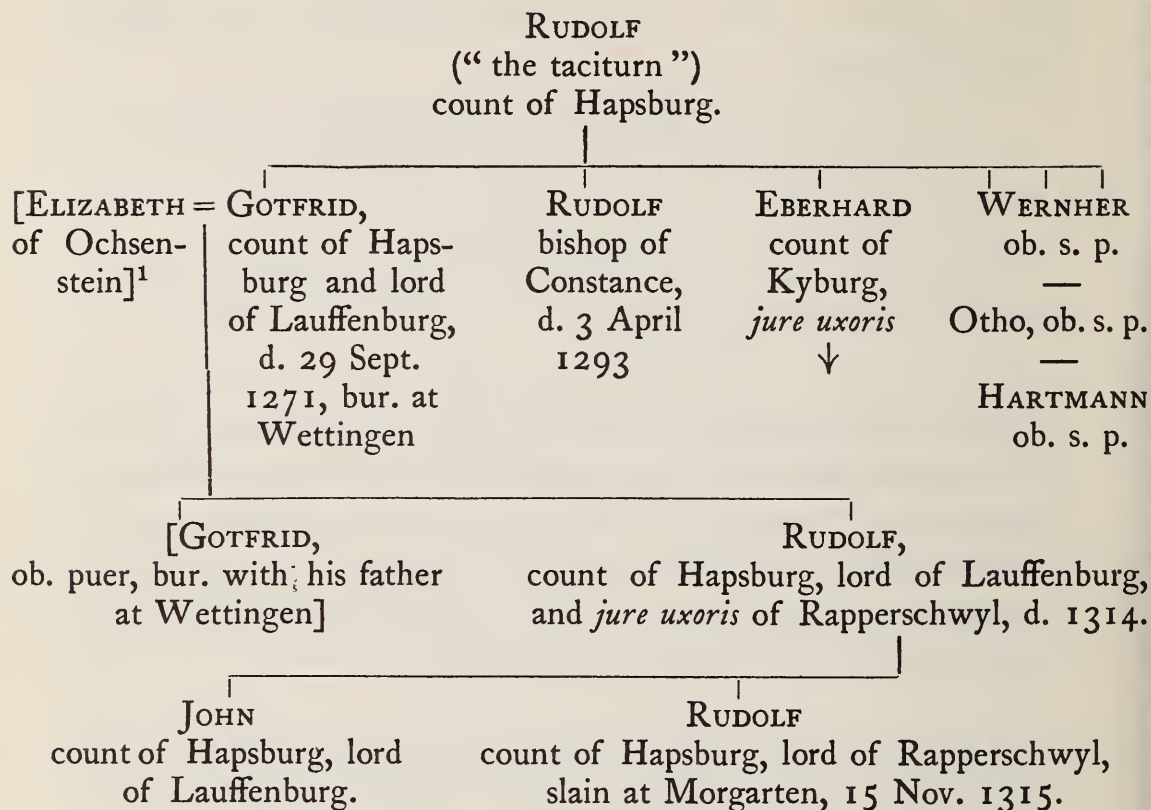 RUDOLF
(“ the taciturn ”)
count of Hapsburg.
[ELIZABETH = GOTFRID,
of Ochsen-
stein]¹
count of Haps-
burg and lord
of Lauffenburg,
d. 29 Sept.
1271, bur. at
Wettingen
RUDOLF
bishop of
Constance,
d. 3 April
1293
EBERHARD
count of
Kyburg,
jure uxoris
WERNHER
ob. s. p.
—
Otho, ob. s. p.
—
HARTMANN
ob. s. p.
[GOTFRID,
ob. puer, bur. with his father
at Wettingen]
RUDOLF,
count of Hapsburg, lord of Lauffenburg,
and jure uxoris of Rapperschwyl, d. 1314.
JOHN
count of Hapsburg, lord
of Lauffenburg.
RUDOLF
count of Hapsburg, lord of Rapperschwyl,
slain at Morgarten, 15 Nov. 1315.